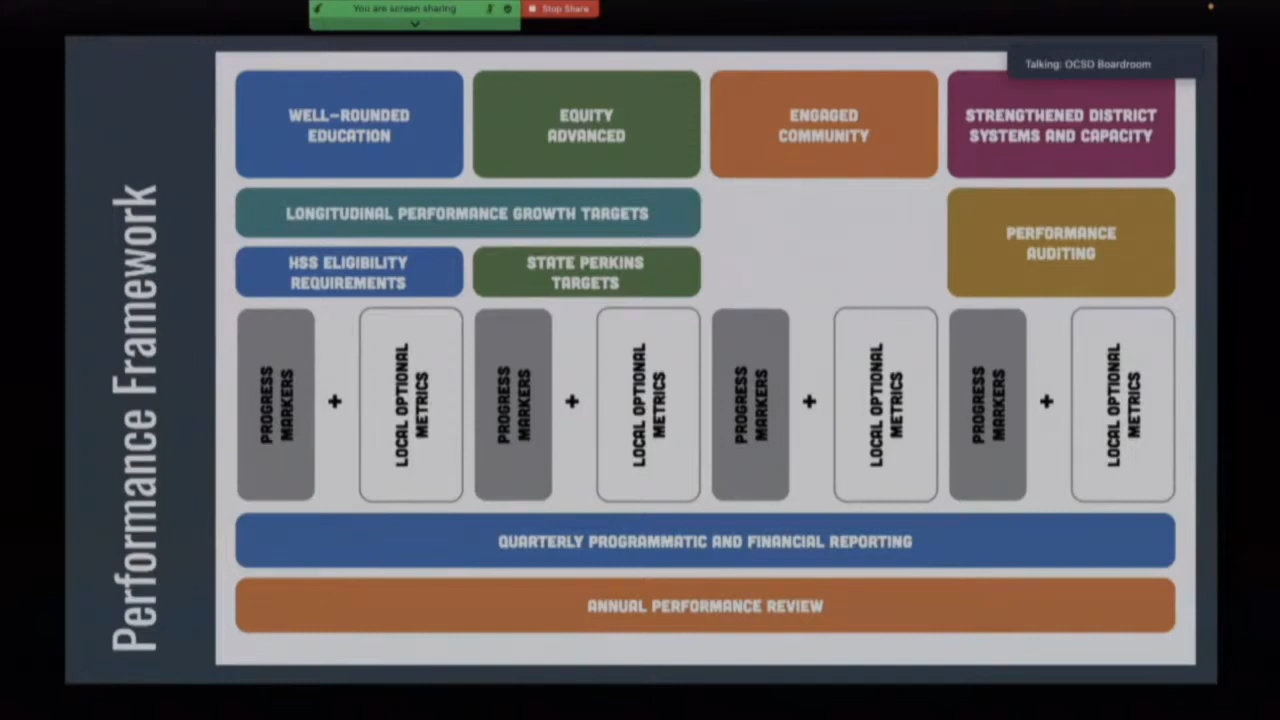 You are screen sharing
Stop Share
Talking: OCSD Boardroom
Performance Framework
WELL-ROUNDED
EDUCATION
EQUITY
ADVANCED
ENGAGED
COMMUNITY
STRENGTHENED DISTRICT
SYSTEMS AND CAPACITY
LONGITUDINAL PERFORMANCE GROWTH TARGETS
PERFORMANCE
AUDITING
HSS ELIGIBILITY
REQUIREMENTS
STATE PERKINS
TARGETS
PROGRESS
MARKERS
+
LOCAL OPTIONAL
METRICS
PROGRESS
MARKERS
+
LOCAL OPTIONAL
METRICS
PROGRESS
MARKERS
+
LOCAL OPTIONAL
METRICS
PROGRESS
MARKERS
+
LOCAL OPTIONAL
METRICS
QUARTERLY PROGRAMMATIC AND FINANCIAL REPORTING
ANNUAL PERFORMANCE REVIEW